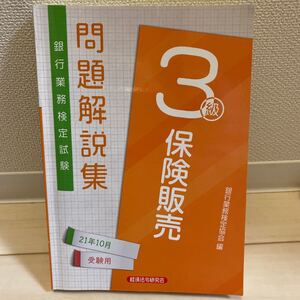 銀行業務検定試験
問題解説集
3級
保険販売
銀行業務検定協会 編
21年10月
受験用
経済法令研究会